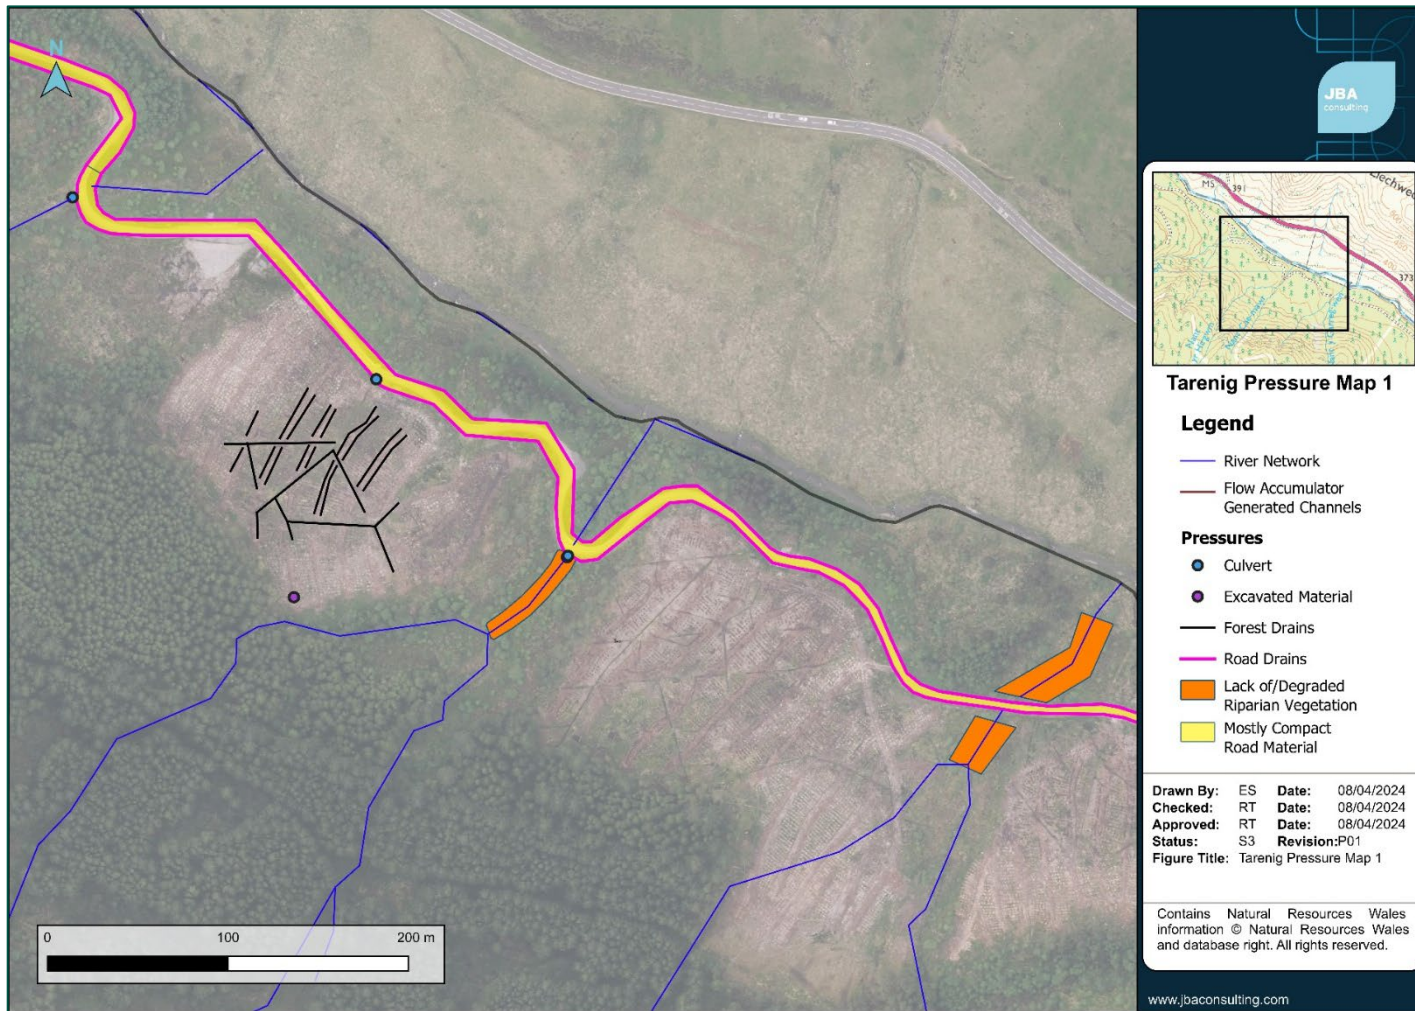 N
0 100 200 m
JBA
consulting
M5
391
373
Tarenig Pressure Map 1
Legend
River Network
Flow Accumulator
Generated Channels
Pressures
Culvert
Excavated Material
Forest Drains
Road Drains
Lack of/Degraded
Riparian Vegetation
Mostly Compact
Road Material
Drawn By: ES Date: 08/04/2024
Checked: RT Date: 08/04/2024
Approved: RT Date: 08/04/2024
Status: S3 Revision:P01
Figure Title: Tarenig Pressure Map 1
Contains Natural Resources Wales
information © Natural Resources Wales
and database right. All rights reserved.
www.jbaconsulting.com